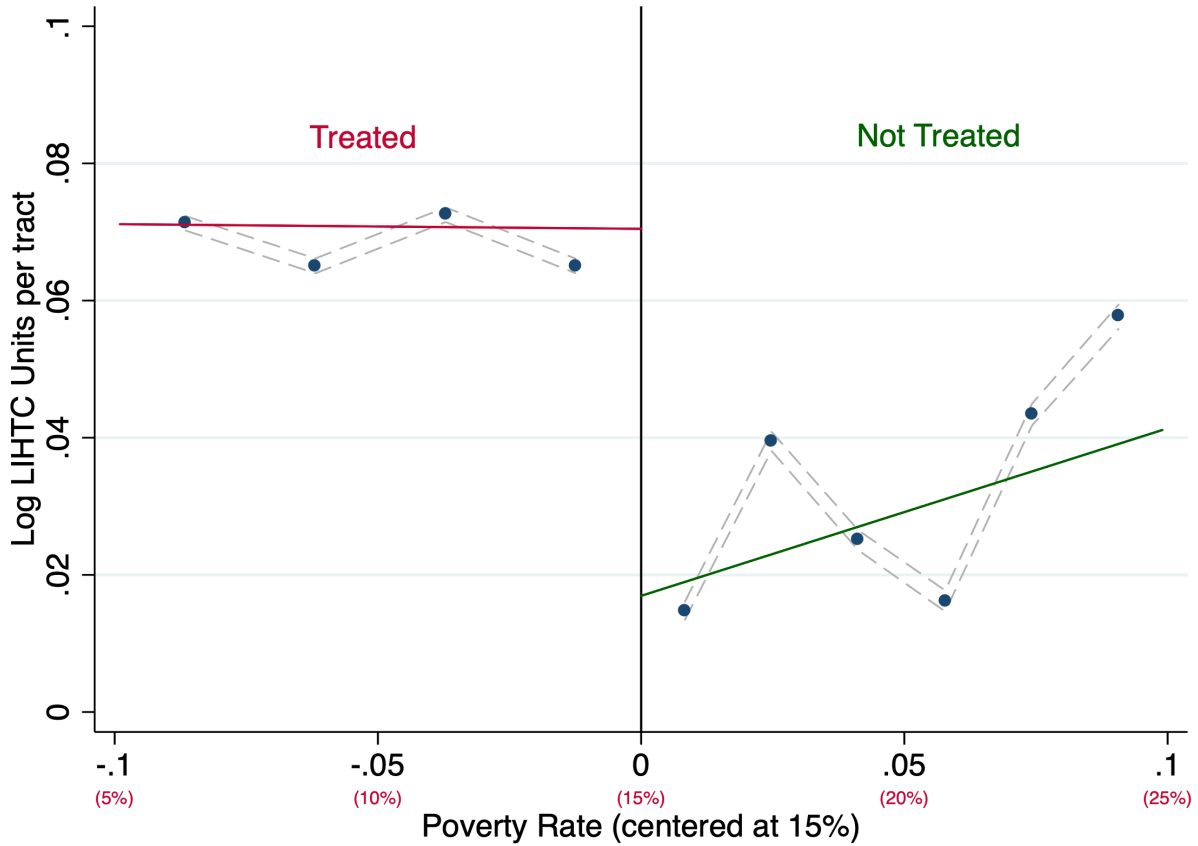 .1
.08
.06
.04
.02
0
Log LIHTC Units per tract
Treated
Not Treated
-.1 -.05 0 .05 .1
(5%) (10%) (15%) (20%) (25%)
Poverty Rate (centered at 15%)